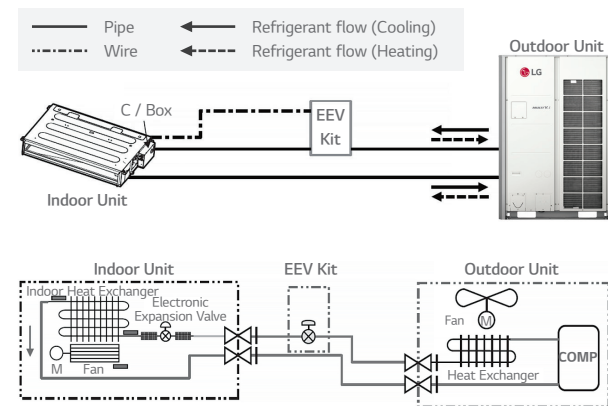 Pipe
Refrigerant flow (Cooling)
Wire
Refrigerant flow (Heating)
Outdoor Unit
LG
C / Box
EEV
Kit
Indoor Unit
Indoor Unit
EEV Kit
Outdoor Unit
Indoor Heat Exchanger
Electronic
Expansion Valve
Fan
M
COMP
M
Fan
Heat Exchanger